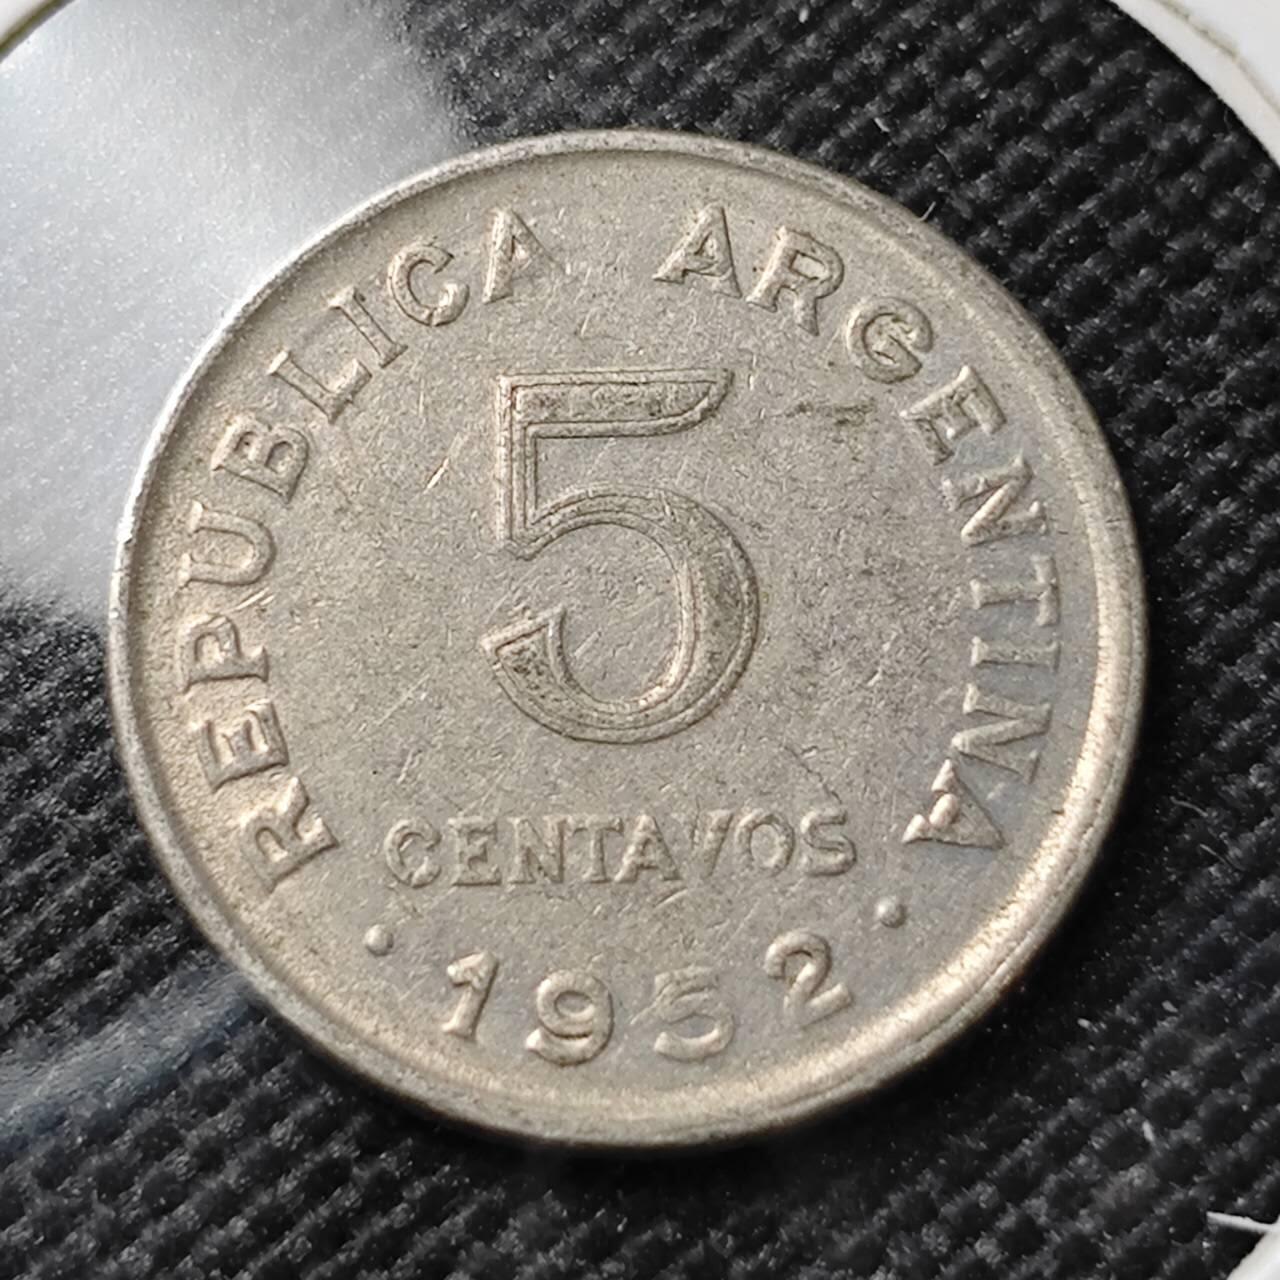 REPUBLICA ARGENTINA
5
CENTAVOS
• 1952 •